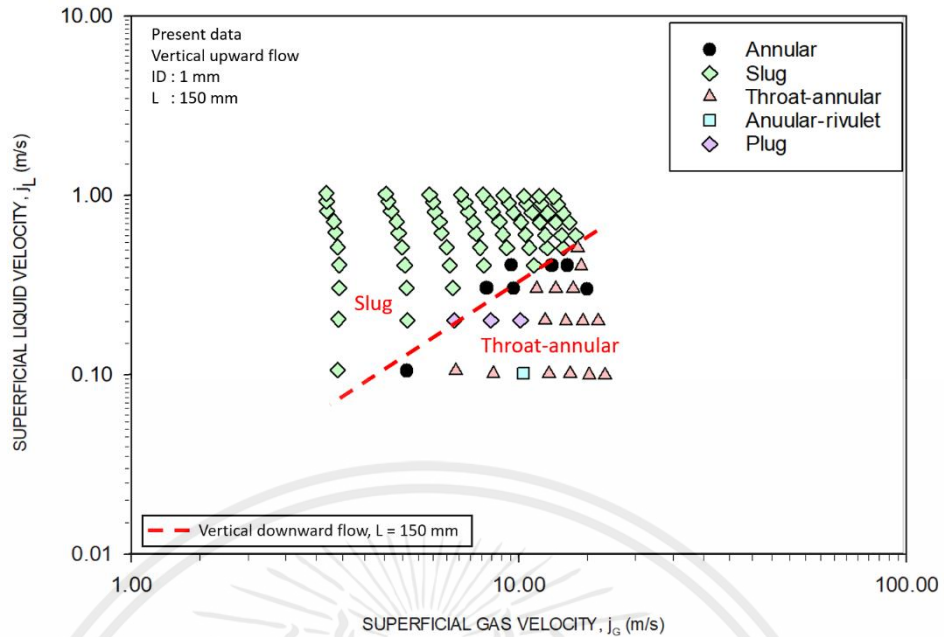 10.00
1.00
0.10
0.01
SUPERFICIAL LIQUID VELOCITY, jL (m/s)
Present data
Vertical upward flow
ID : 1 mm
L : 150 mm
Annular
Slug
Throat-annular
Anuular-rivulet
Plug
Slug
Throat-annular
Vertical downward flow, L = 150 mm
1.00
10.00
100.00
SUPERFICIAL GAS VELOCITY, jG (m/s)